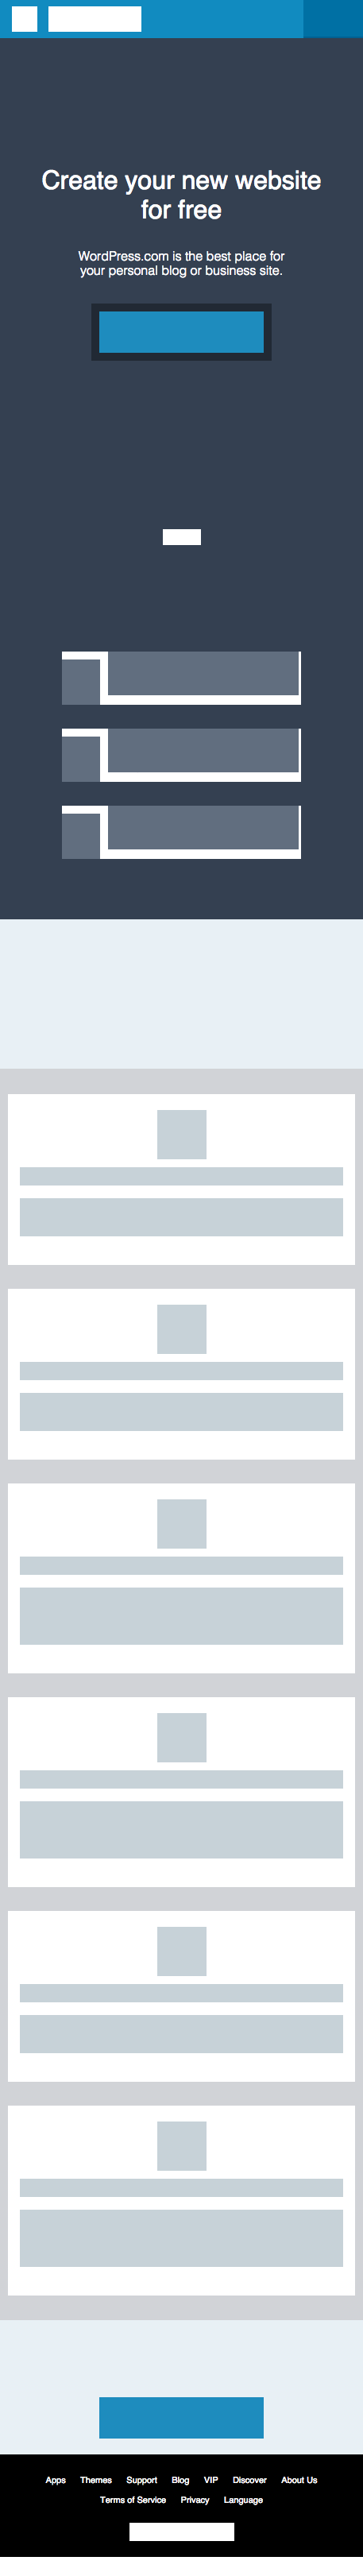 Create your new website
for free
WordPress.com is the best place for
your personal blog or business site.
Apps Themes Support Blog VIP Discover About Us
Terms of Service Privacy Language